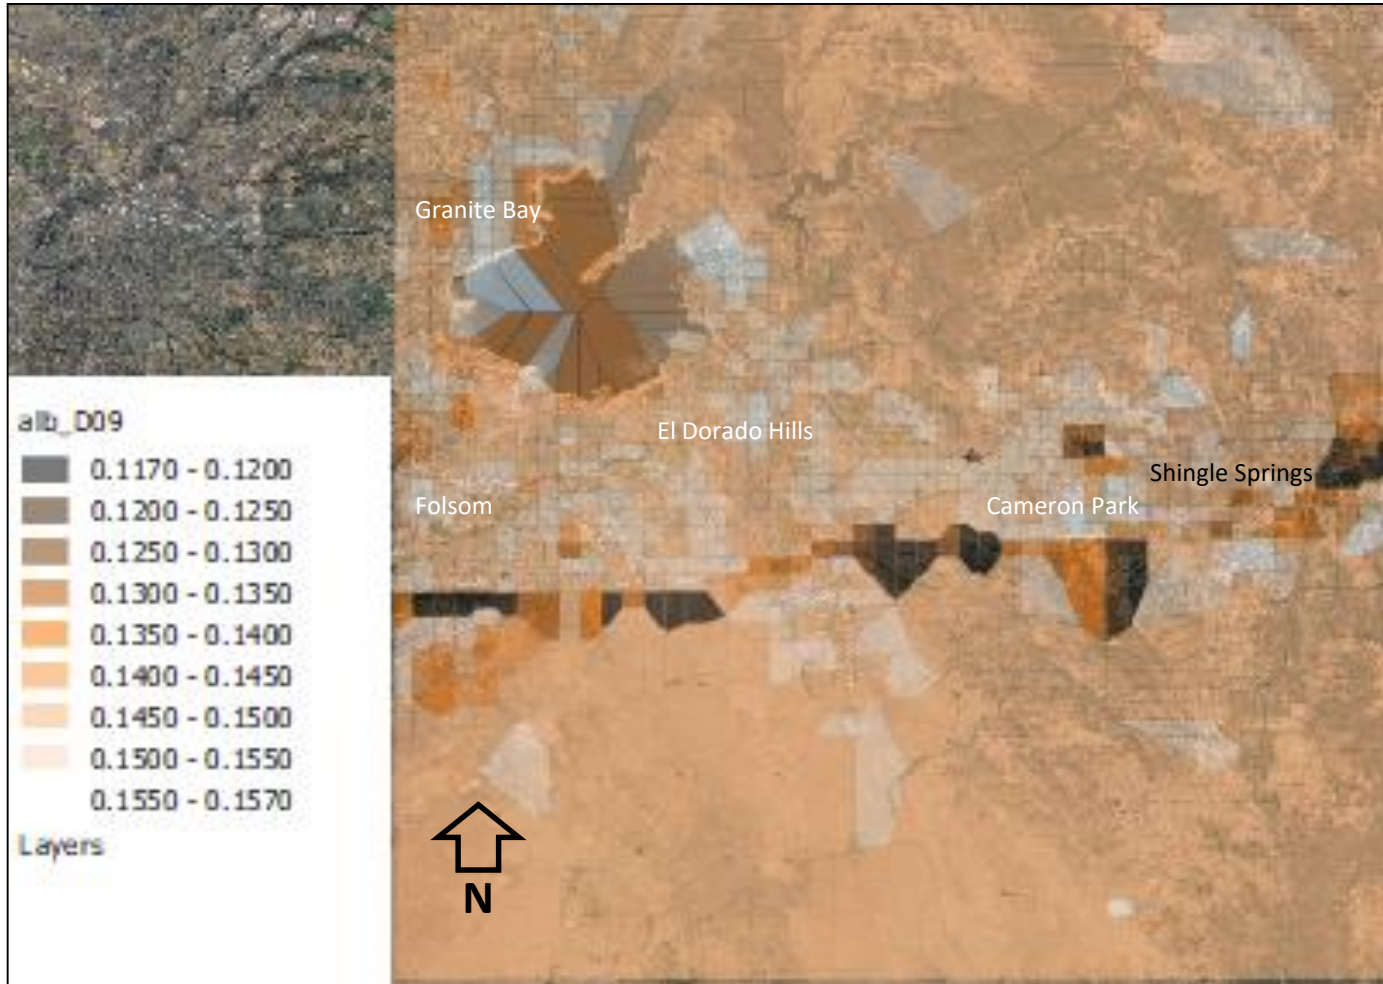 Granite Bay
El Dorado Hills
Shingle Springs
Folsom
Cameron Park
alb_D09
0.1170 - 0.1200
0.1200 - 0.1250
0.1250 - 0.1300
0.1300 - 0.1350
0.1350 - 0.1400
0.1400 - 0.1450
0.1450 - 0.1500
0.1500 - 0.1550
0.1550 - 0.1570
Layers
N